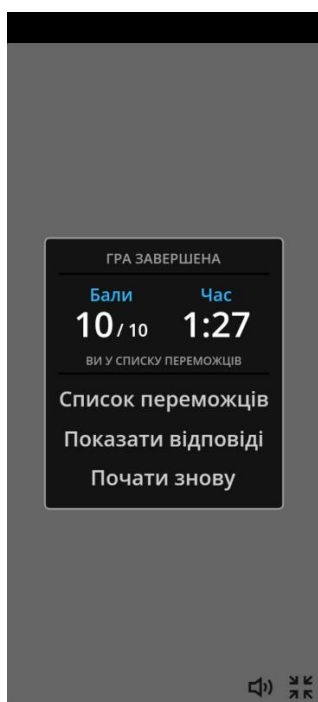 ГРА ЗАВЕРШЕНА
Бали Час
10 / 10 1:27
ВИ У СПИСКУ ПЕРЕМОЖЦІВ
Список переможців
Показати відповіді
Почати знову